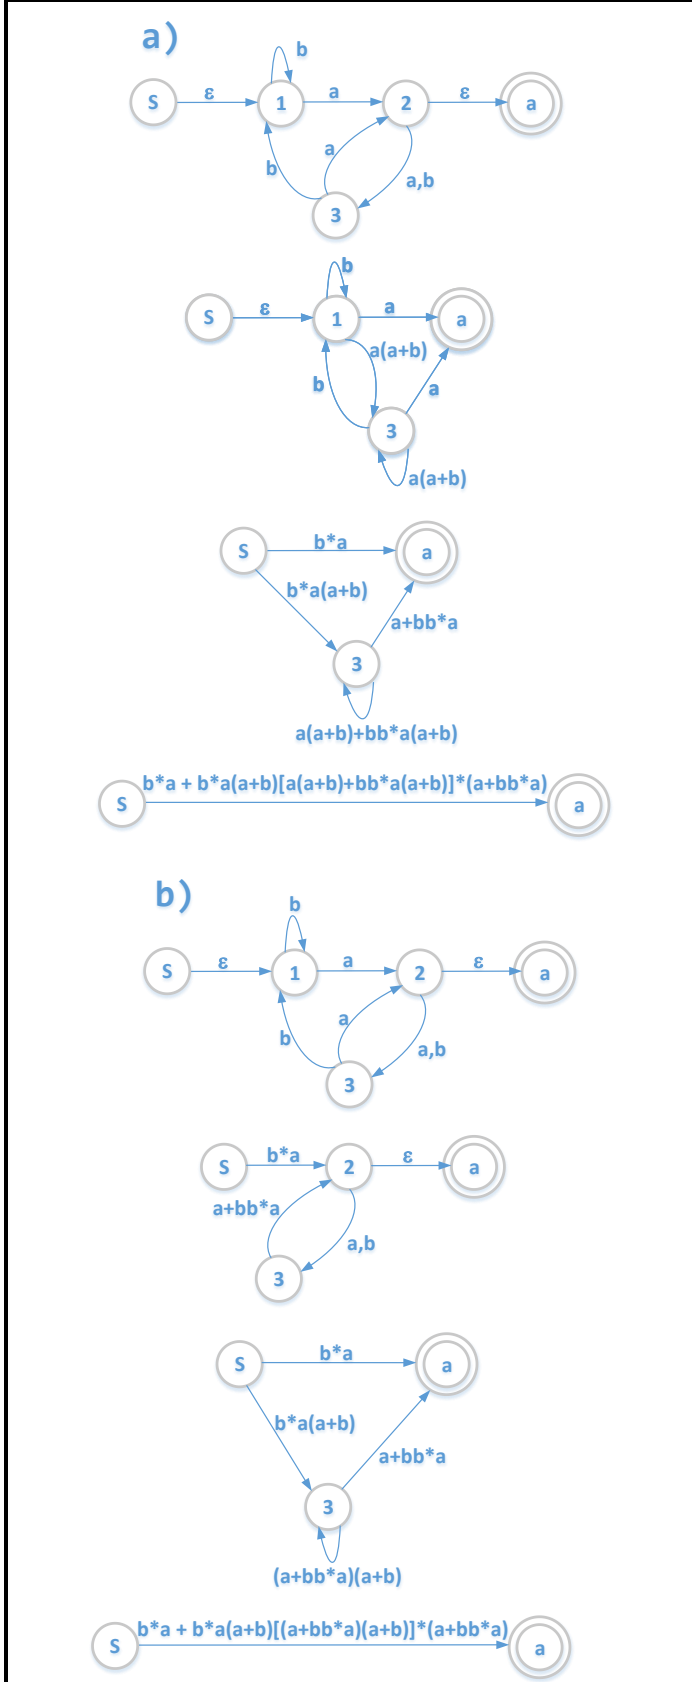 a)
b
S ε 1 a 2 ε a
b a a,b
3
b
S ε 1 a a
a(a+b)
b a
3
a(a+b)
S b*a a
b*a(a+b)
a+bb*a
3
a(a+b)+bb*a(a+b)
b*a + b*a(a+b)[a(a+b)+bb*a(a+b)]*(a+bb*a)
S a
b)
b
S ε 1 a 2 ε a
b a a,b
3
S b*a 2 ε a
a+bb*a
a,b
3
S b*a a
b*a(a+b)
a+bb*a
3
(a+bb*a)(a+b)
b*a + b*a(a+b)[(a+bb*a)(a+b)]*(a+bb*a)
S a